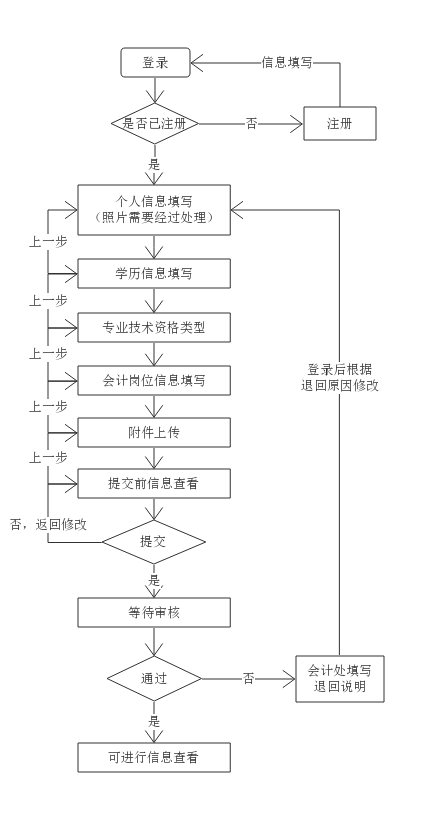 登录
信息填写
是否已注册
否
注册
是
个人信息填写
（照片需要经过处理）
上一步
学历信息填写
上一步
专业技术资格类型
上一步
登录后根据
退回原因修改
会计岗位信息填写
上一步
附件上传
上一步
提交前信息查看
否，返回修改
提交
是
等待审核
通过
否
会计处填写
退回说明
是
可进行信息查看